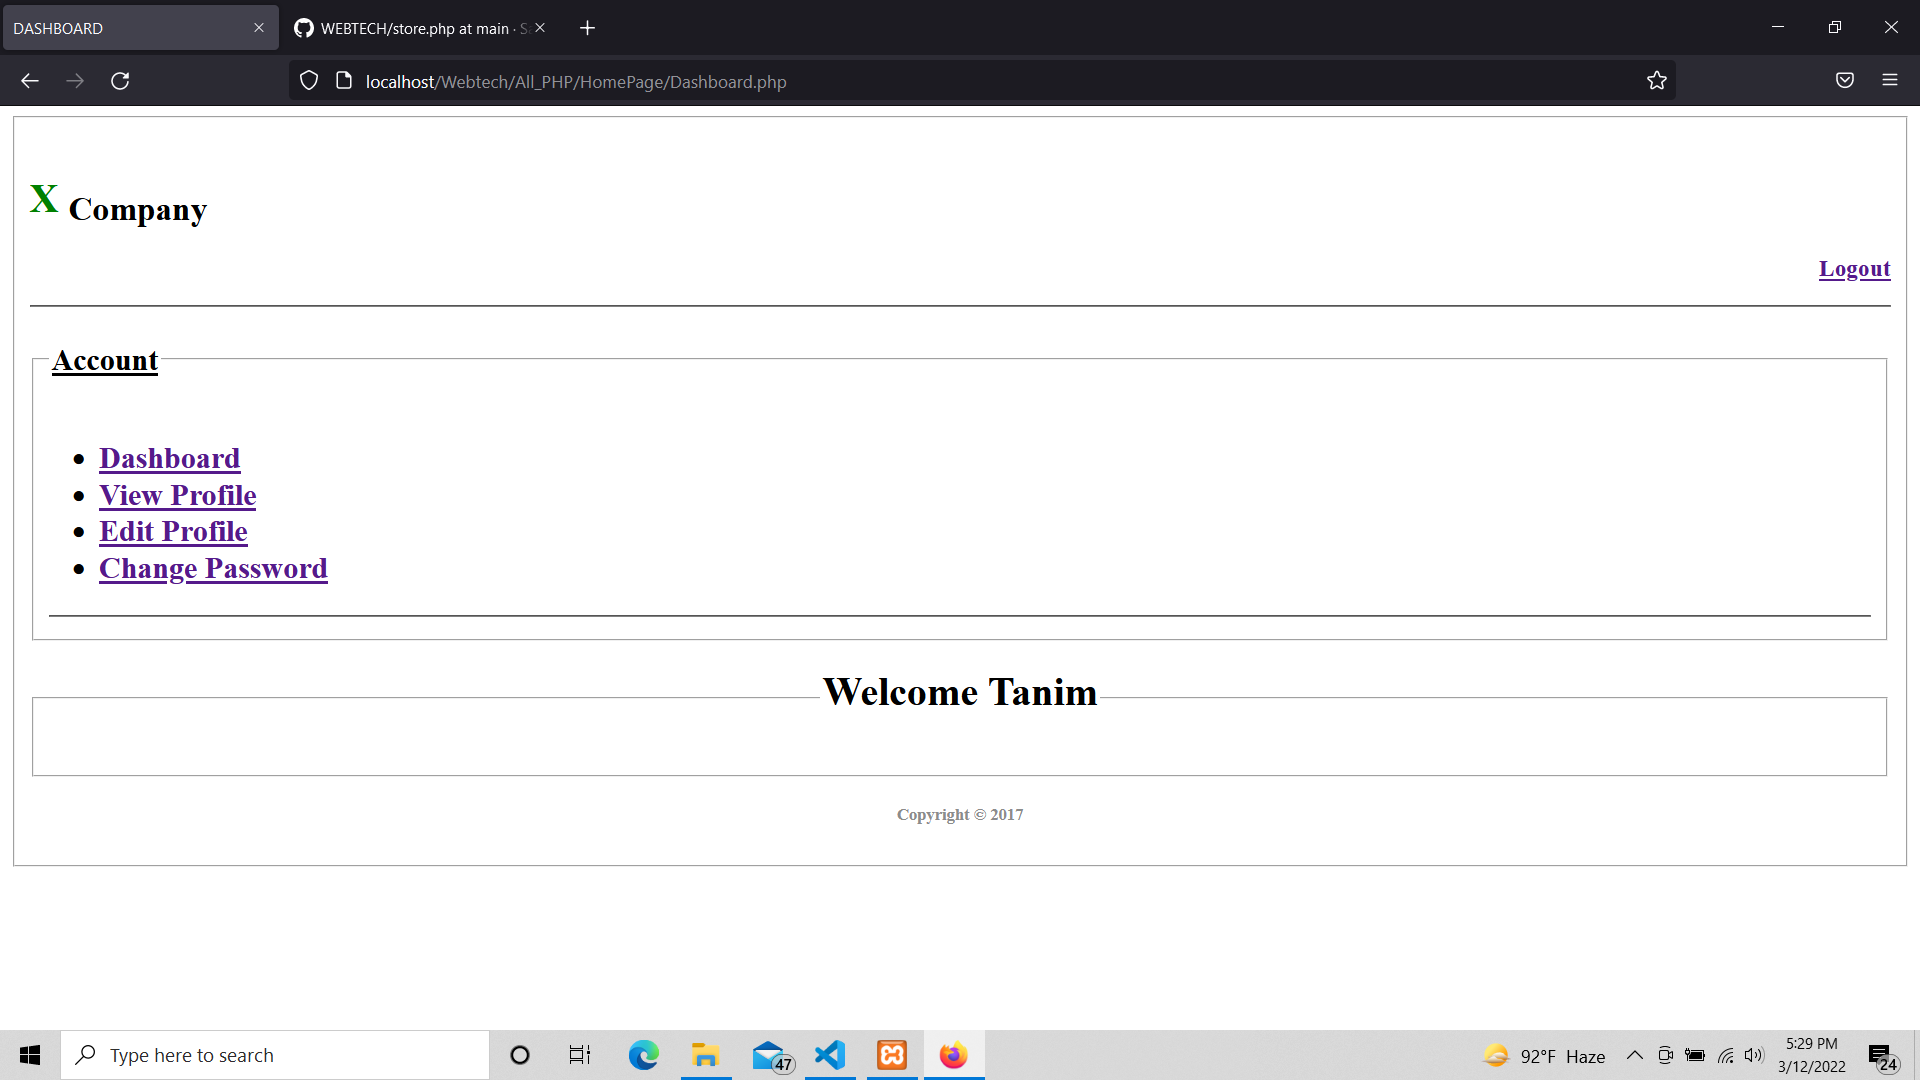 DASHBOARD
WEBTECH/store.php at main ·
localhost/Webtech/All_PHP/HomePage/Dashboard.php
X Company
Logout
Account
Dashboard
View Profile
Edit Profile
Change Password
Welcome Tanim
Copyright © 2017
Type here to search
47
92°F Haze
5:29 PM
3/12/2022
24